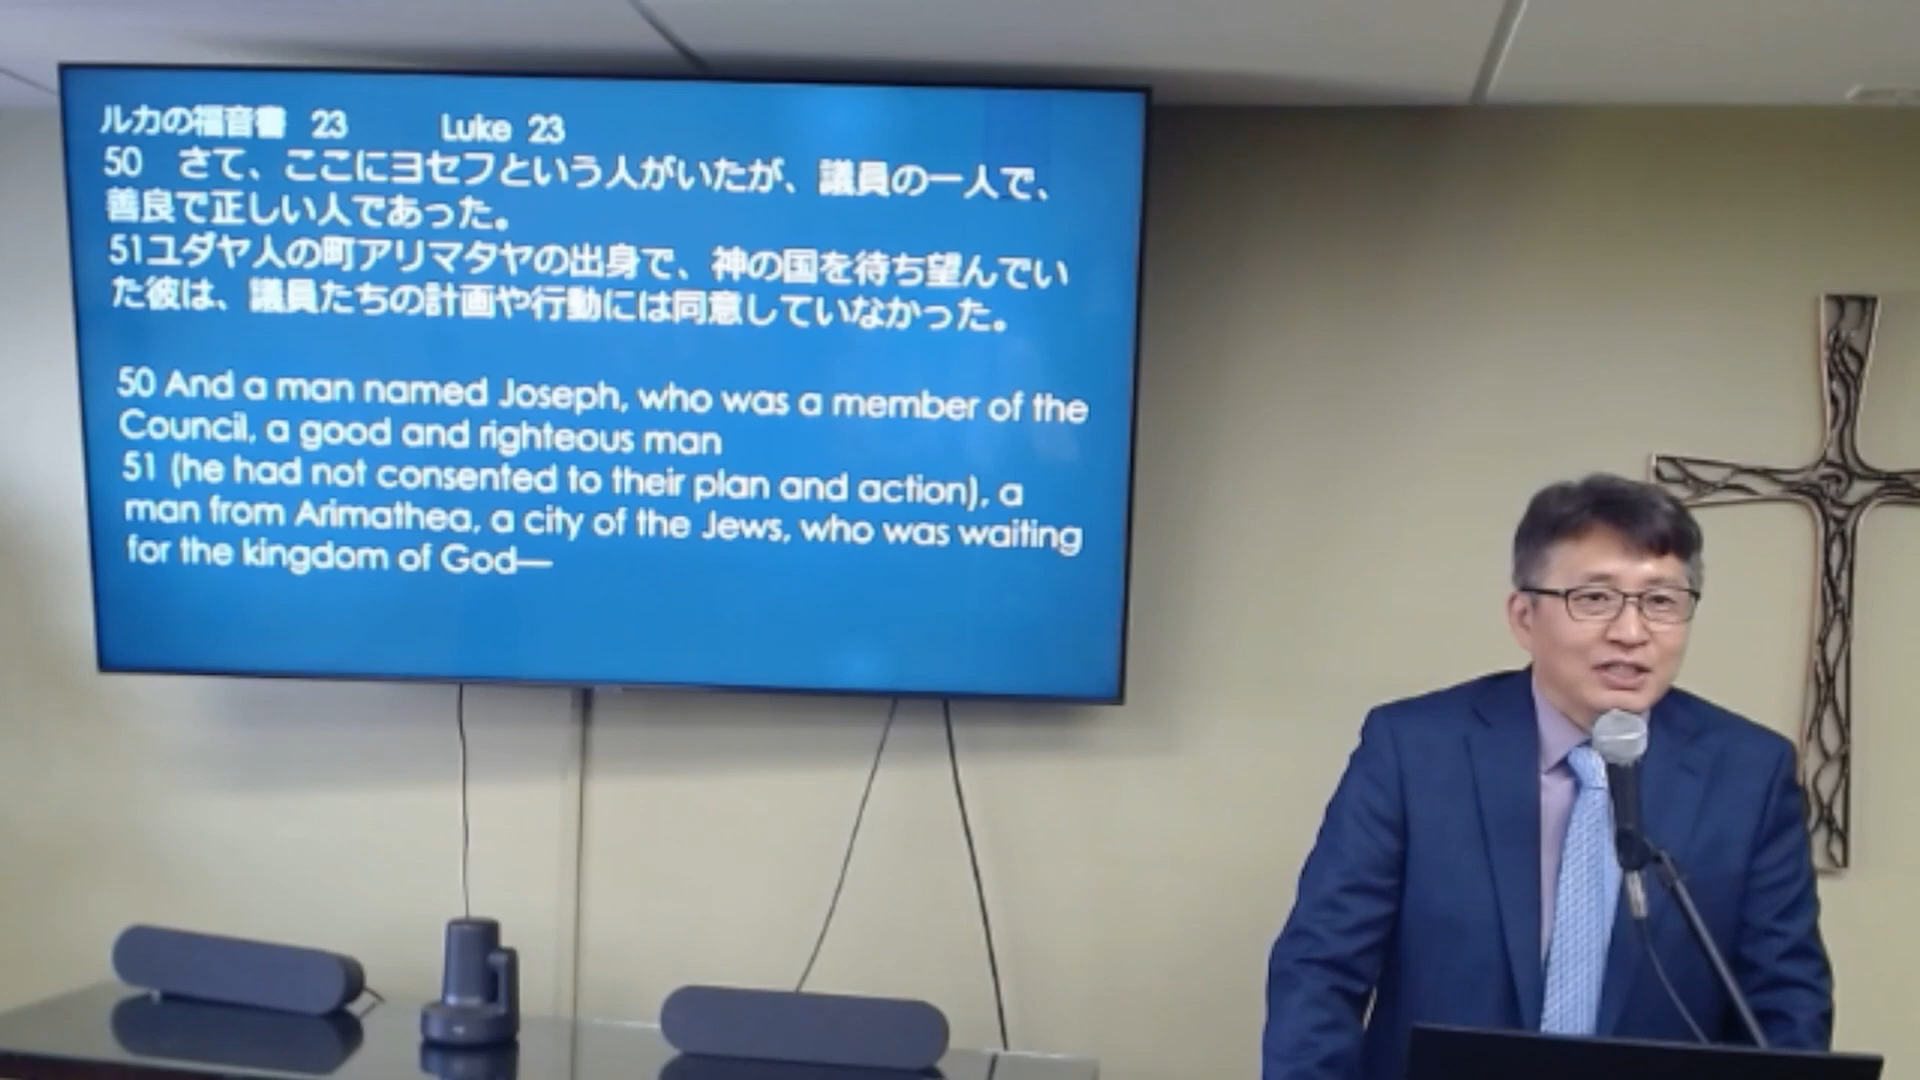 ルカの福音書 23 Luke 23
50 さて、ここにヨセフという人がいたが、議員の一人で、
善良で正しい人であった。
51ユダヤ人の町アリマタヤの出身で、神の国を待ち望んでい
た彼は、議員たちの計画や行動には同意していなかった。
50 And a man named Joseph, who was a member of the
Council, a good and righteous man
51 (he had not consented to their plan and action), a
man from Arimathea, a city of the Jews, who was waiting
for the kingdom of God—